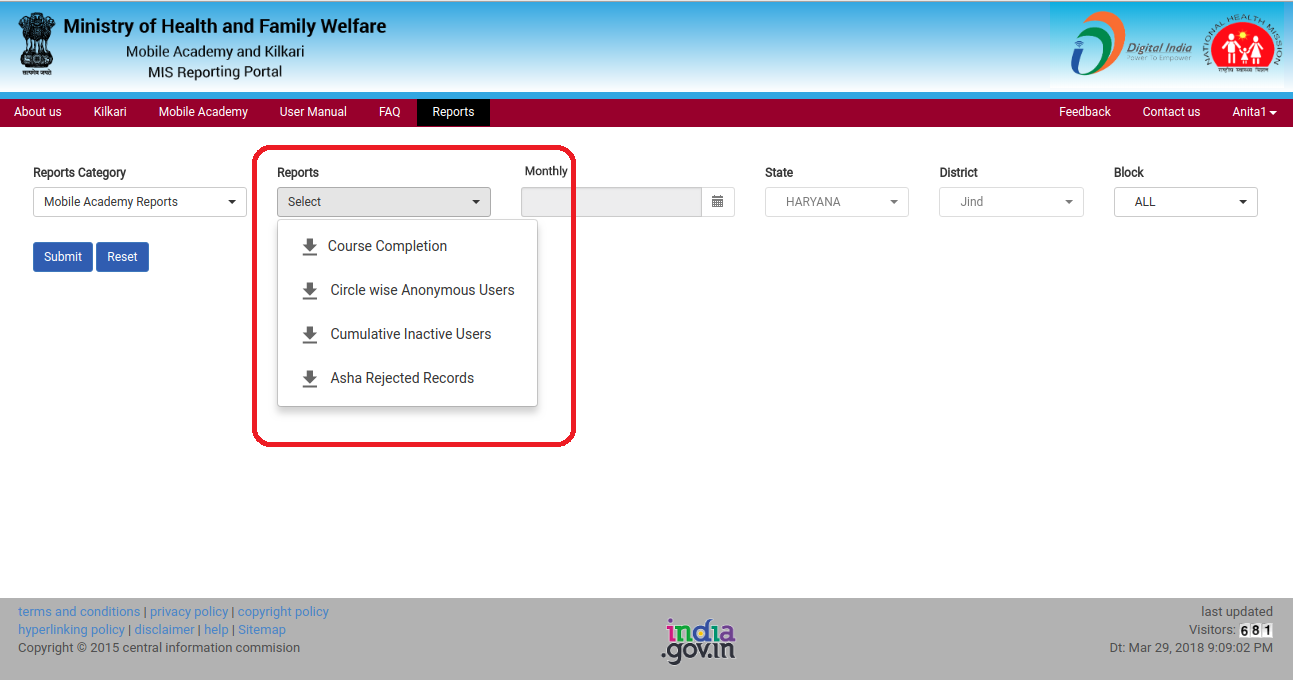 Ministry of Health and Family Welfare
Mobile Academy and Kilkari
MIS Reporting Portal
सत्यमेव जयते
Digital India
Power To Empower
NATIONAL HEALTH MISSION
राष्ट्रीय स्वास्थ्य मिशन
About us Kilkari Mobile Academy User Manual FAQ Reports Feedback Contact us Anita1
Reports Category Reports Monthly State District Block
Mobile Academy Reports Select HARYANA Jind ALL
Submit Reset
Course Completion
Circle wise Anonymous Users
Cumulative Inactive Users
Asha Rejected Records
terms and conditions | privacy policy | copyright policy
hyperlinking policy | disclaimer | help | Sitemap
Copyright © 2015 central information commision
india
.gov.in
last updated
Visitors: 681
Dt: Mar 29, 2018 9:09:02 PM